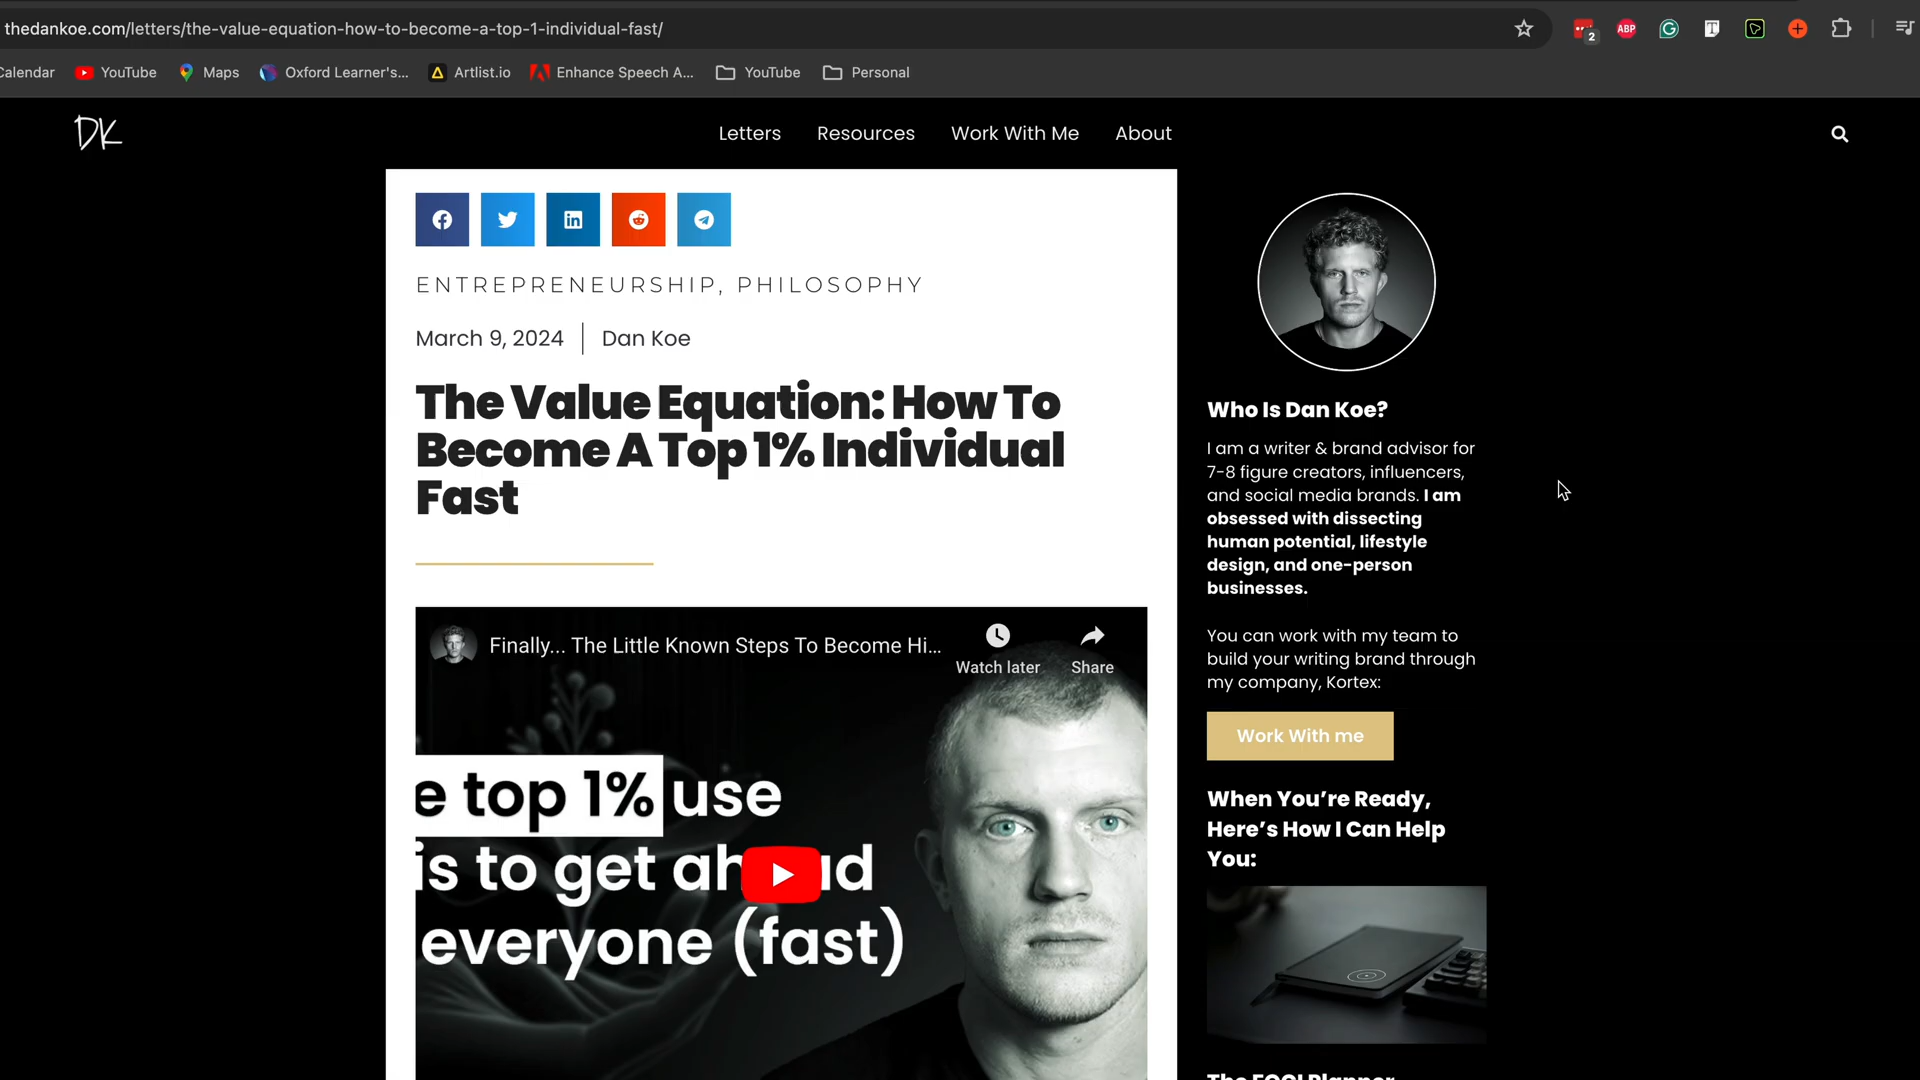 thedankoe.com/letters/the-value-equation-how-to-become-a-top-1-individual-fast/
2
ABP
Calendar
YouTube
Maps
Oxford Learner's...
Artlist.io
Enhance Speech A...
YouTube
Personal
DK
Letters
Resources
Work With Me
About
ENTREPRENEURSHIP, PHILOSOPHY
March 9, 2024
Dan Koe
The Value Equation: How To
Become A Top 1% Individual
Fast
Finally... The Little Known Steps To Become Hi...
Watch later
Share
e top 1% use
is to get ah
d
everyone (fast)
Who Is Dan Koe?
I am a writer & brand advisor for
7-8 figure creators, influencers,
and social media brands. I am
obsessed with dissecting
human potential, lifestyle
design, and one-person
businesses.
You can work with my team to
build your writing brand through
my company, Kortex:
Work With me
When You're Ready,
Here's How I Can Help
You: